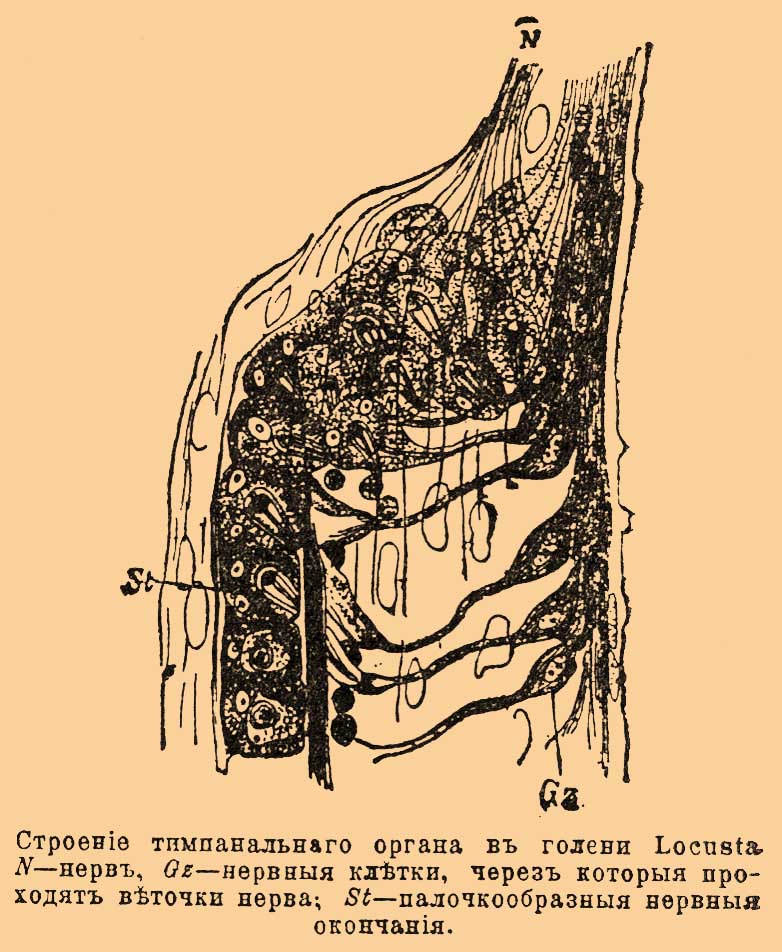 N
St
Gz
Строеніе тимпанальнаго органа въ голени Locusta
N—нервъ, Gz—нервныя клѣтки, черезъ которыя про-
ходятъ вѣточки нерва; St—палочкообразныя нервныя
окончанія.